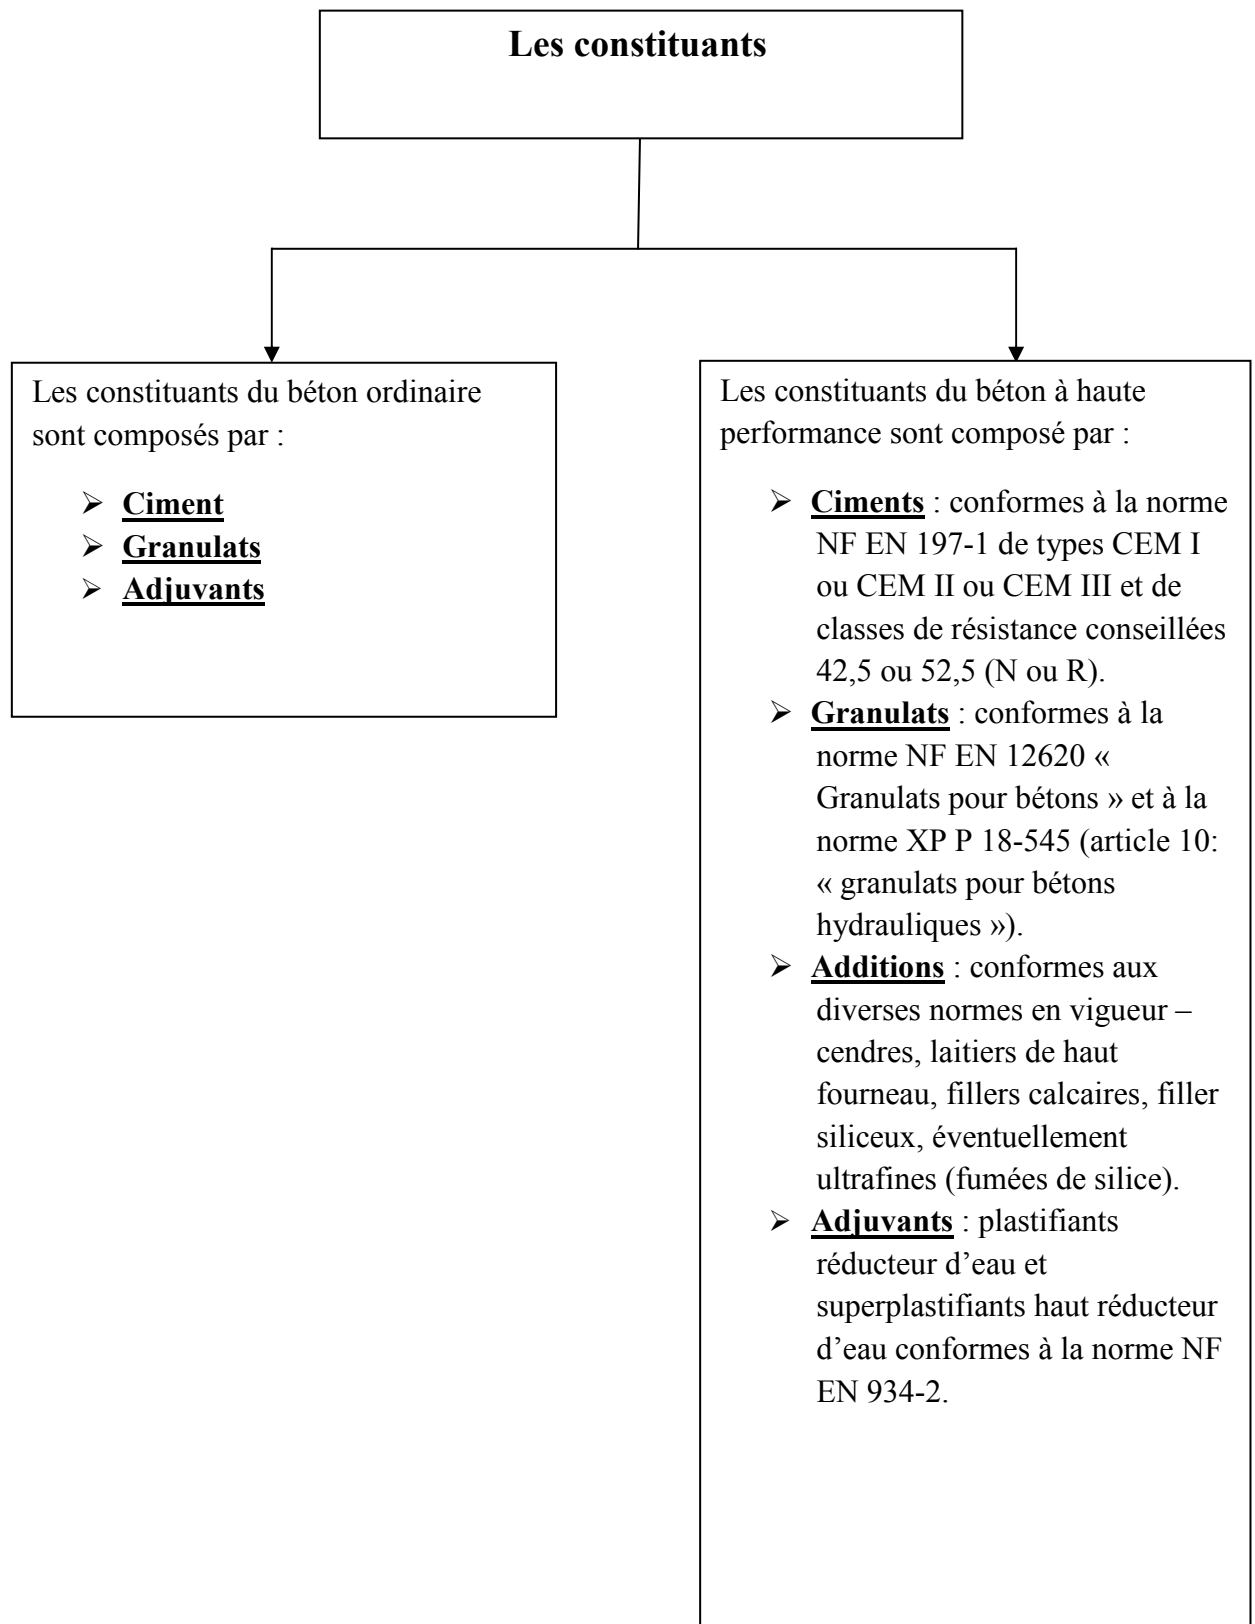 Les constituants
Les constituants du béton ordinaire
sont composés par :
➢ Ciment
➢ Granulats
➢ Adjuvants
Les constituants du béton à haute
performance sont composé par :
➢ Ciments : conformes à la norme
NF EN 197-1 de types CEM I
ou CEM II ou CEM III et de
classes de résistance conseillées
42,5 ou 52,5 (N ou R).
➢ Granulats : conformes à la
norme NF EN 12620 «
Granulats pour bétons » et à la
norme XP P 18-545 (article 10:
« granulats pour bétons
hydrauliques »).
➢ Additions : conformes aux
diverses normes en vigueur –
cendres, laitiers de haut
fourneau, fillers calcaires, filler
siliceux, éventuellement
ultrafines (fumées de silice).
➢ Adjuvants : plastifiants
réducteur d’eau et
superplastifiants haut réducteur
d’eau conformes à la norme NF
EN 934-2.